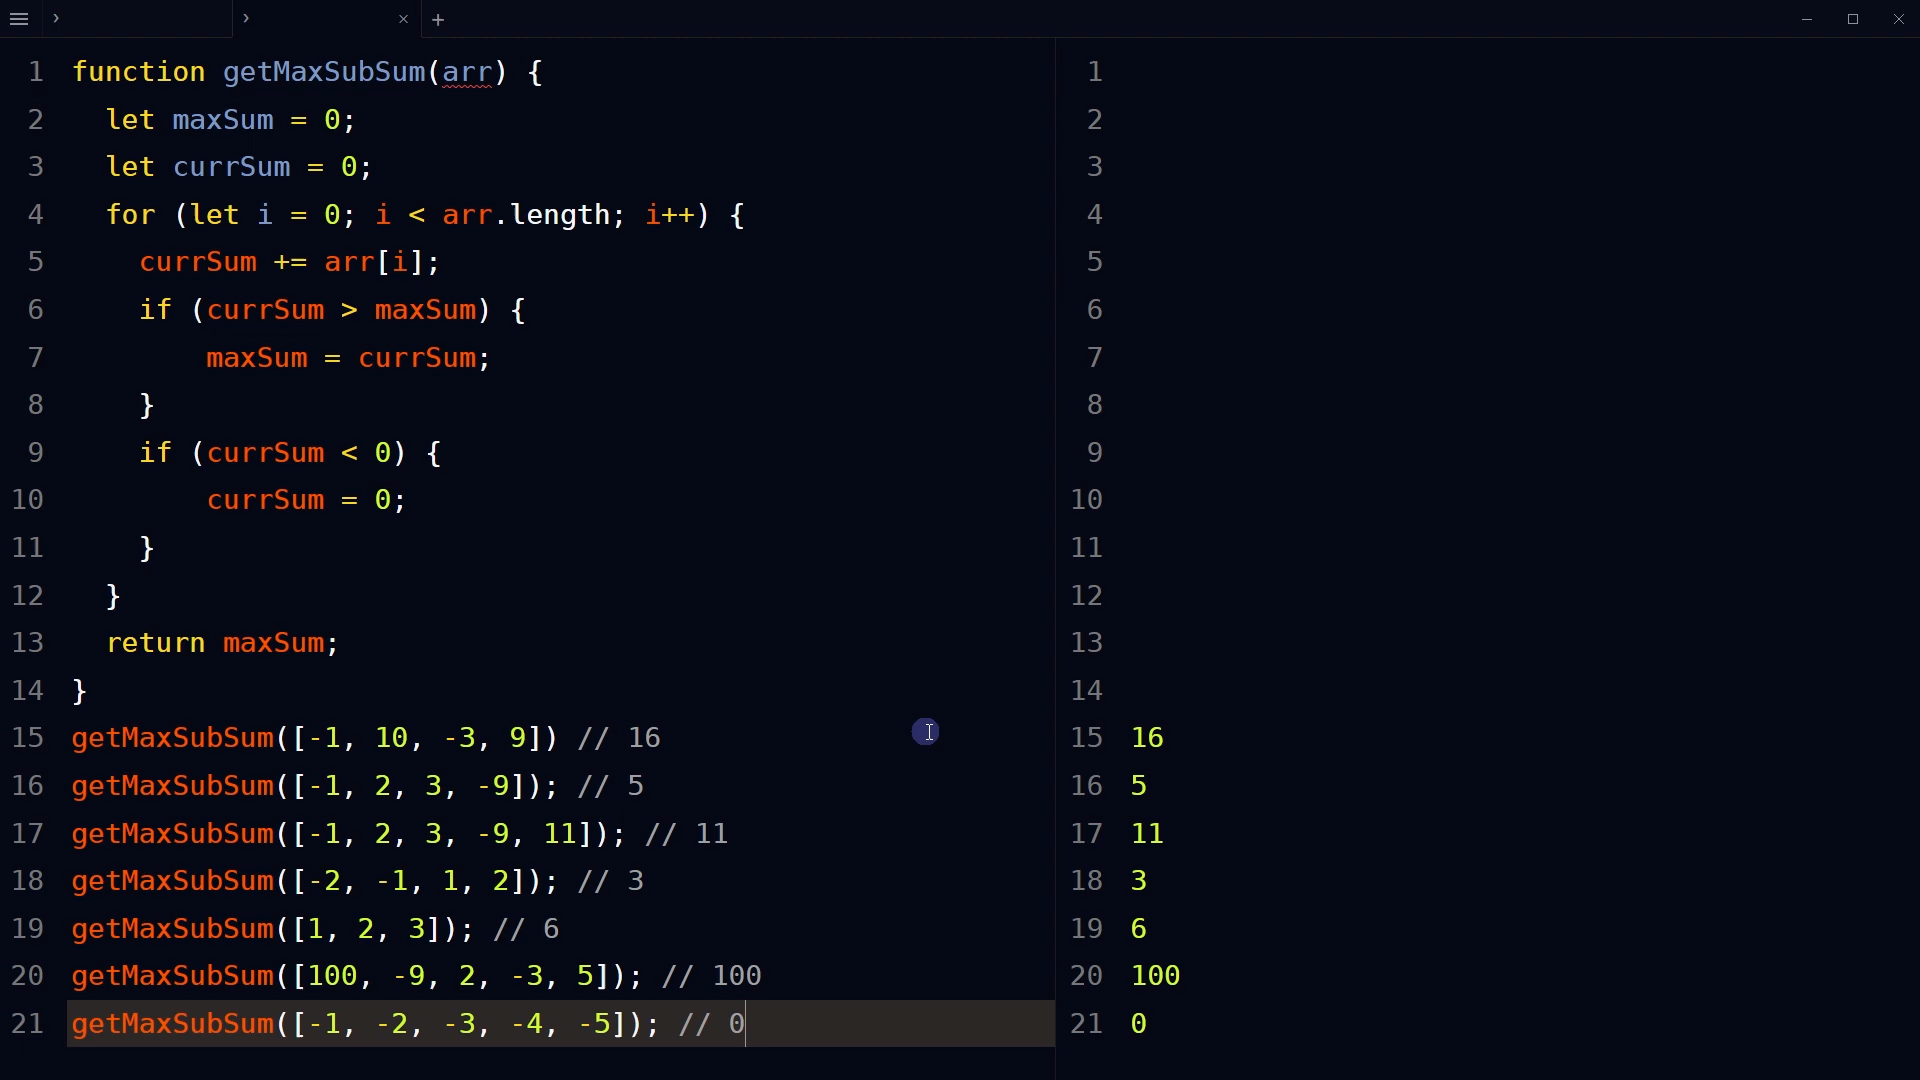 1 function getMaxSubSum(arr) {
2   let maxSum = 0;
3   let currSum = 0;
4   for (let i = 0; i < arr.length; i++) {
5     currSum += arr[i];
6     if (currSum > maxSum) {
7         maxSum = currSum;
8     }
9     if (currSum < 0) {
10         currSum = 0;
11     }
12   }
13   return maxSum;
14 }
15 getMaxSubSum([-1, 10, -3, 9]) // 16
16 getMaxSubSum([-1, 2, 3, -9]); // 5
17 getMaxSubSum([-1, 2, 3, -9, 11]); // 11
18 getMaxSubSum([-2, -1, 1, 2]); // 3
19 getMaxSubSum([1, 2, 3]); // 6
20 getMaxSubSum([100, -9, 2, -3, 5]); // 100
21 getMaxSubSum([-1, -2, -3, -4, -5]); // 0
1
2
3
4
5
6
7
8
9
10
11
12
13
14
15 16
16 5
17 11
18 3
19 6
20 100
21 0